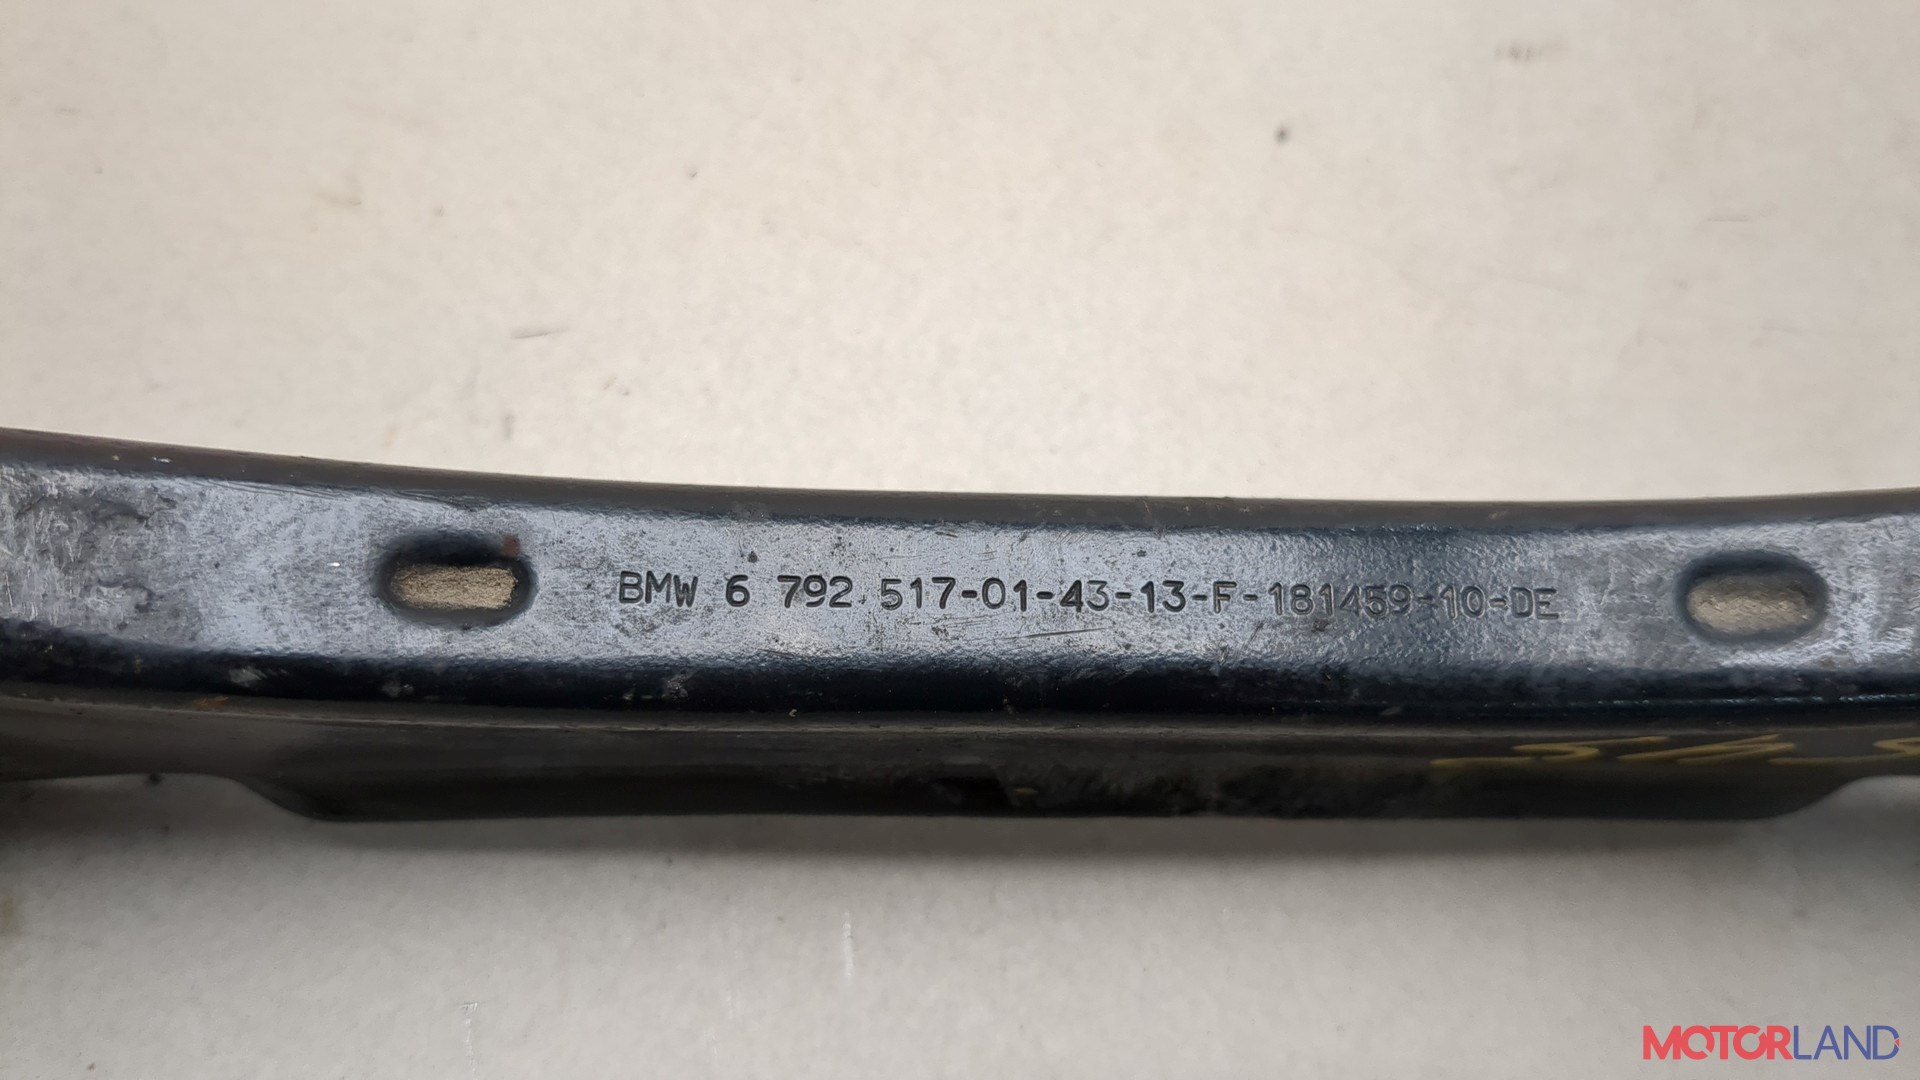 BMW 6 792 517-01-43-13-F-181459-10-DE
MOTORLAND